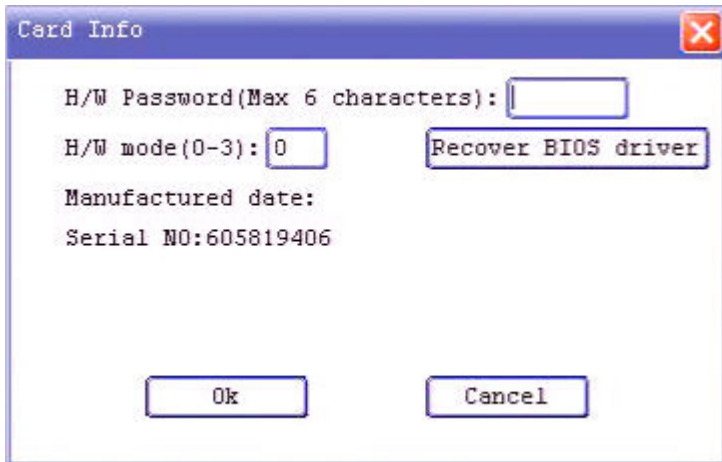 Card Info
H/W Password(Max 6 characters):
H/W mode(0-3): 0 Recover BIOS driver
Manufactured date:
Serial NO:605819406
Ok Cancel